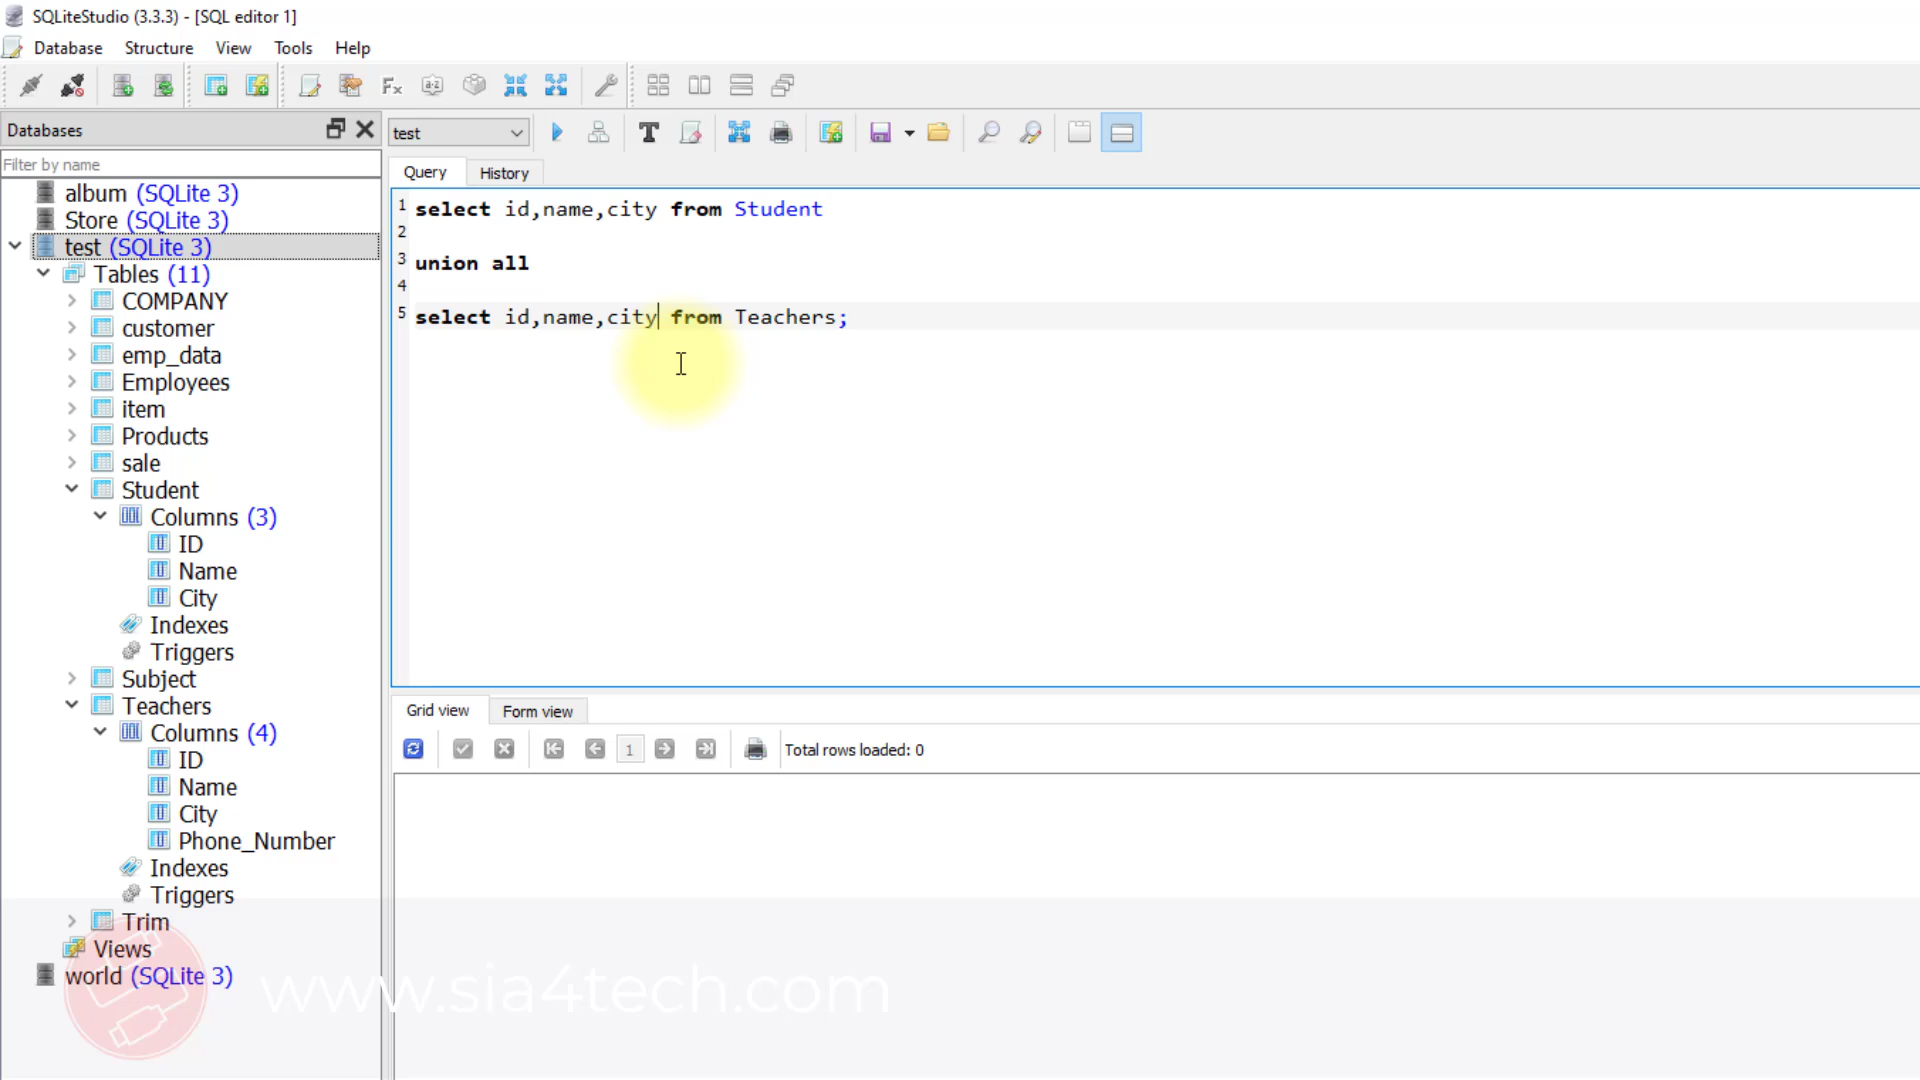 SQLiteStudio (3.3.3) - [SQL editor 1]
Database Structure View Tools Help
Databases
test
Filter by name
Query History
album (SQLite 3)
Store (SQLite 3)
test (SQLite 3)
Tables (11)
COMPANY
customer
emp_data
Employees
item
Products
sale
Student
Columns (3)
ID
Name
City
Indexes
Triggers
Subject
Teachers
Columns (4)
ID
Name
City
Phone_Number
Indexes
Triggers
Trim
Views
world (SQLite 3)
1 select id,name,city from Student
2
3 union all
4
5 select id,name,city from Teachers;
Grid view Form view
1 Total rows loaded: 0
www.sia4tech.com